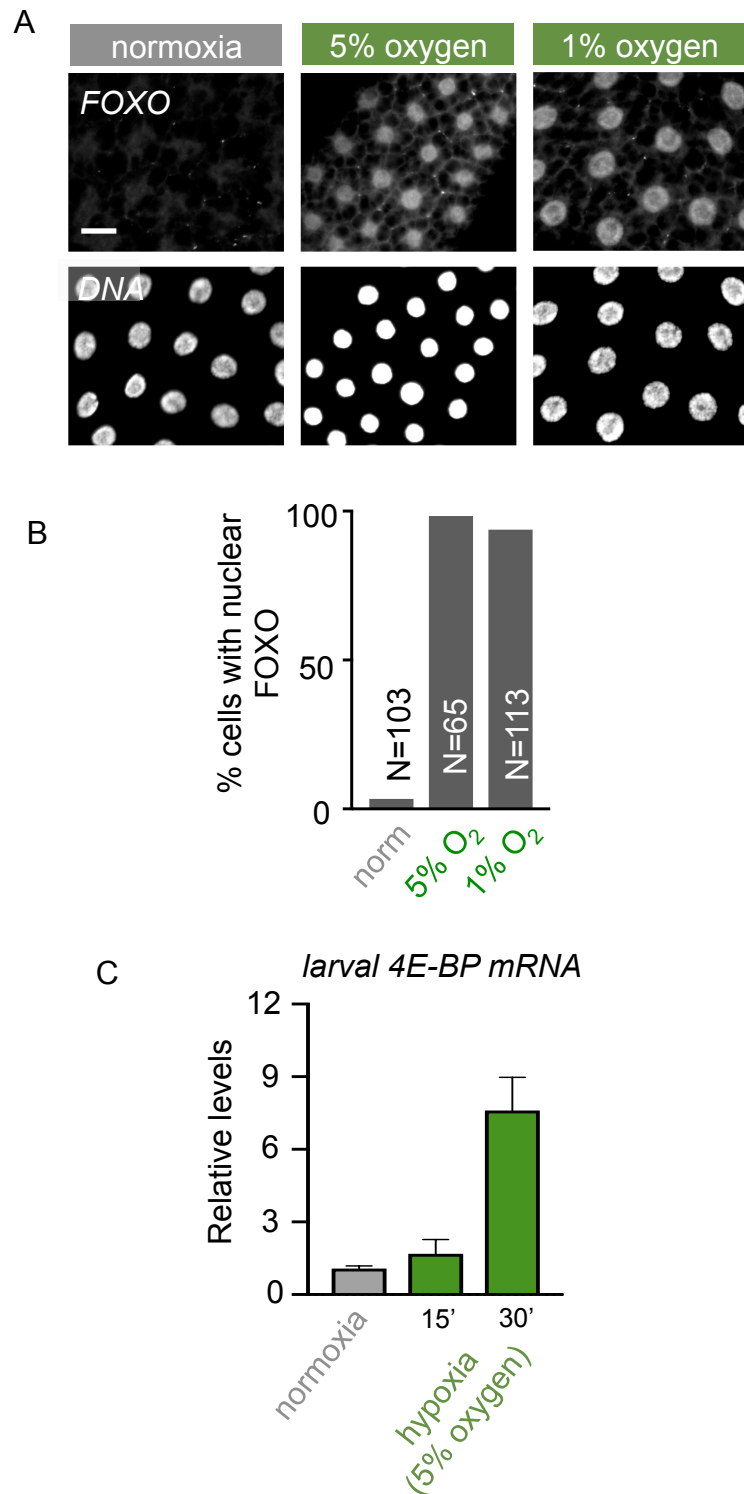 A
normoxia
5% oxygen
1% oxygen
FOXO
DNA
B
% cells with nuclear
FOXO
100
50
0
N=103
N=65
N=113
norm
5% O₂
1% O₂
C
larval 4E-BP mRNA
Relative levels
12
9
6
3
0
normoxia
15’
30’
hypoxia
(5% oxygen)